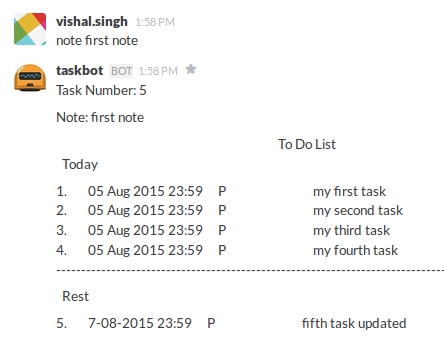 vishal.singh 1:58 PM
note first note
taskbot BOT 1:58 PM
Task Number: 5
Note: first note
To Do List
Today
1. 05 Aug 2015 23:59 P my first task
2. 05 Aug 2015 23:59 P my second task
3. 05 Aug 2015 23:59 P my third task
4. 05 Aug 2015 23:59 P my fourth task
--------------------------------------------------------------------------------
Rest
5. 7-08-2015 23:59 P fifth task updated